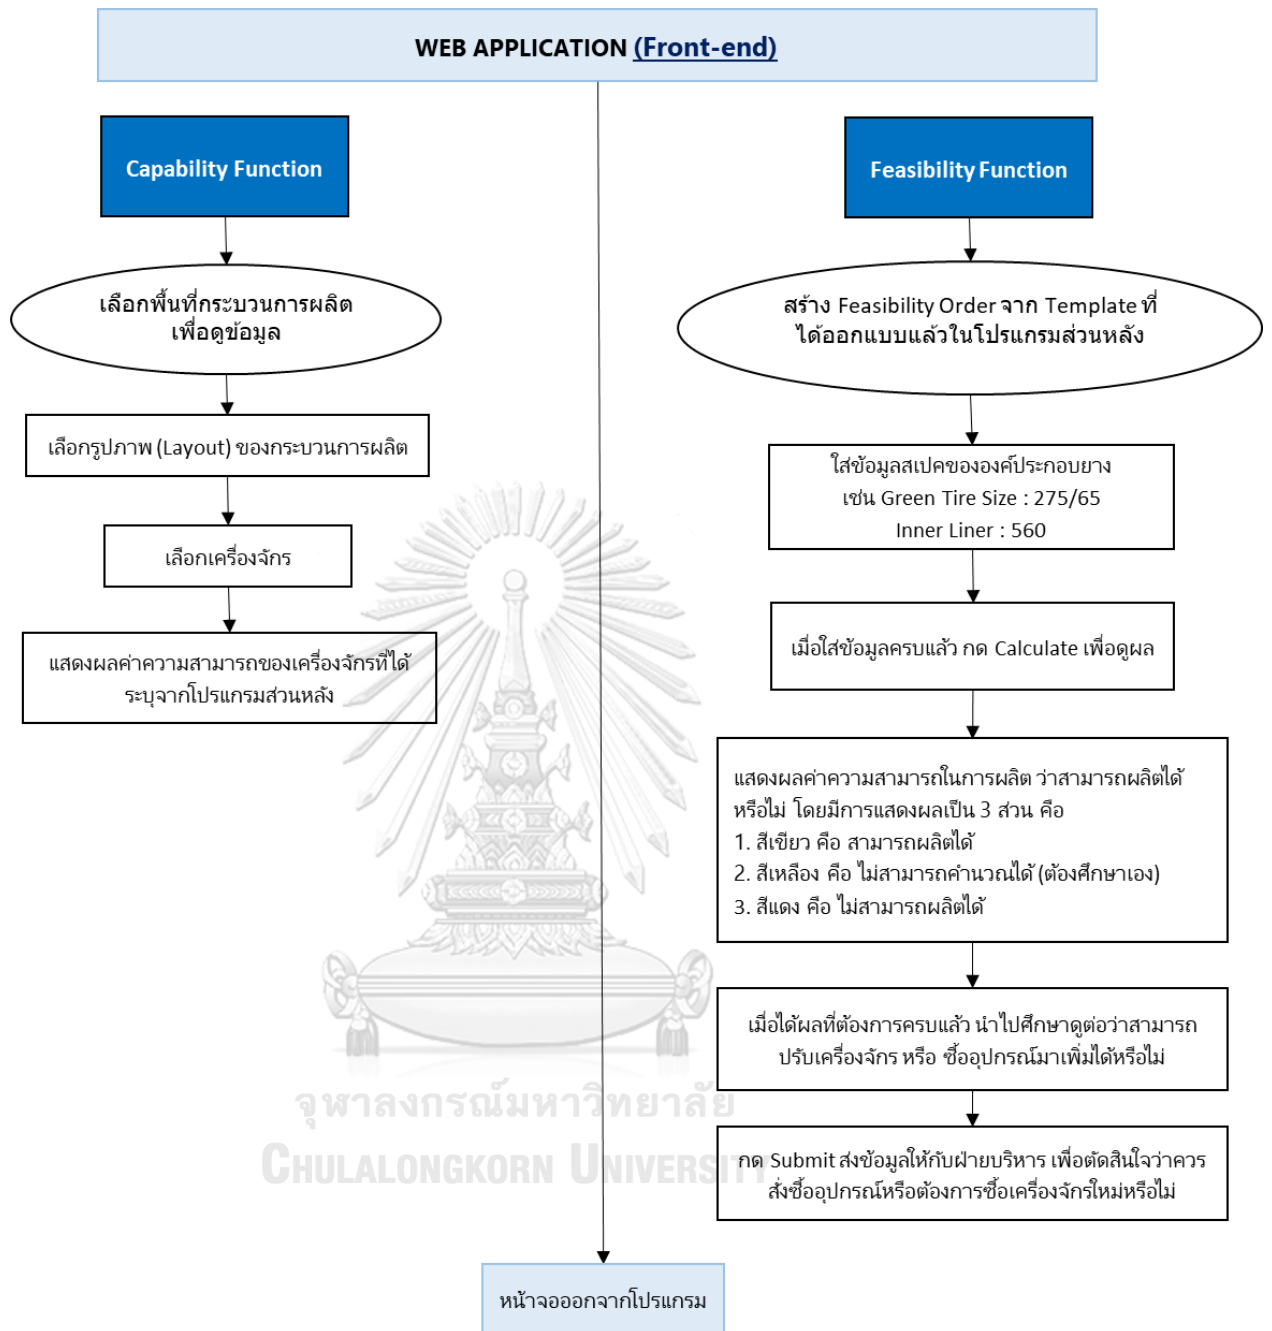 WEB APPLICATION (Front-end)
Capability Function
เลือกพื้นที่กระบวนการผลิต
เพื่อดูข้อมูล
เลือกรูปภาพ (Layout) ของกระบวนการผลิต
เลือกเครื่องจักร
แสดงผลค่าความสามารถของเครื่องจักรที่ได้
ระบุจากโปรแกรมส่วนหลัง
Feasibility Function
สร้าง Feasibility Order จาก Template ที่
ได้ออกแบบแล้วในโปรแกรมส่วนหลัง
ใส่ข้อมูลสเปคขององค์ประกอบยาง
เช่น Green Tire Size : 275/65
Inner Liner : 560
เมื่อใส่ข้อมูลครบแล้ว กด Calculate เพื่อดูผล
แสดงผลค่าความสามารถในการผลิต ว่าสามารถผลิตได้
หรือไม่ โดยมีการแสดงผลเป็น 3 ส่วน คือ
1. สีเขียว คือ สามารถผลิตได้
2. สีเหลือง คือ ไม่สามารถคำนวณได้ (ต้องศึกษาเอง)
3. สีแดง คือ ไม่สามารถผลิตได้
เมื่อได้ผลที่ต้องการครบแล้ว นำไปศึกษาดูต่อว่าสามารถ
ปรับเครื่องจักร หรือ ซื้ออุปกรณ์มาเพิ่มได้หรือไม่
กด Submit ส่งข้อมูลให้กับฝ่ายบริหาร เพื่อตัดสินใจว่าควร
สั่งซื้ออุปกรณ์หรือต้องการซื้อเครื่องจักรใหม่หรือไม่
จุฬาลงกรณ์มหาวิทยาลัย
CHULALONGKORN UNIVERSITY
หน้าจอออกจากโปรแกรม